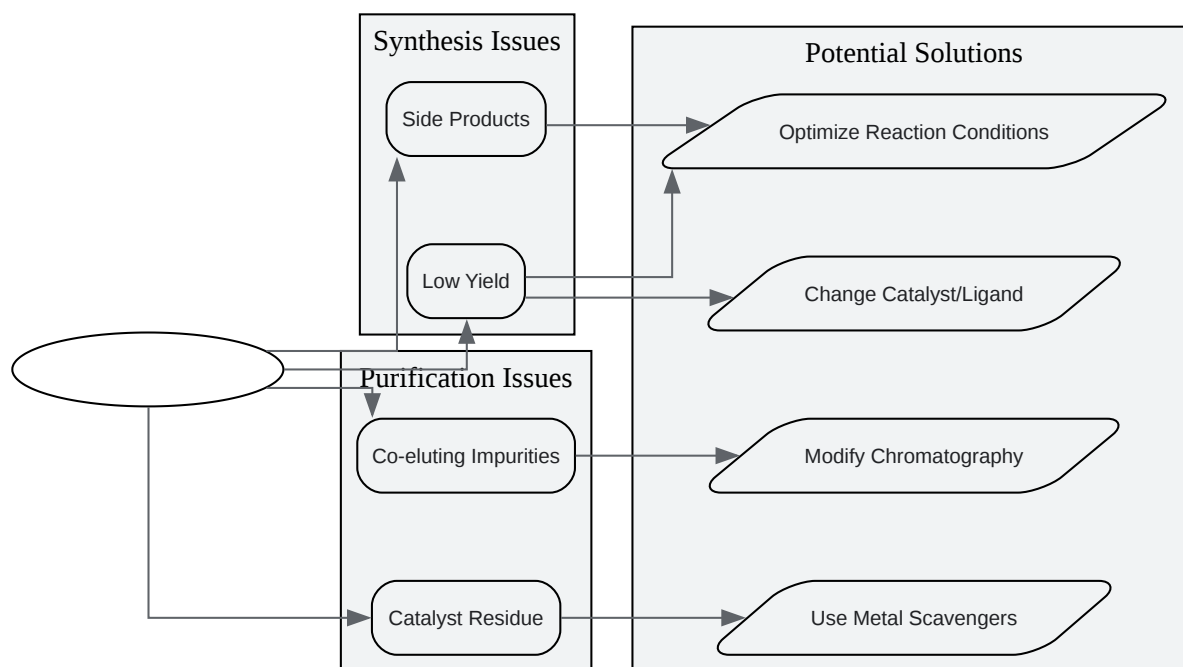 Synthesis Issues
Side Products
Low Yield
Purification Issues
Co-eluting Impurities
Catalyst Residue
Potential Solutions
Optimize Reaction Conditions
Change Catalyst/Ligand
Modify Chromatography
Use Metal Scavengers